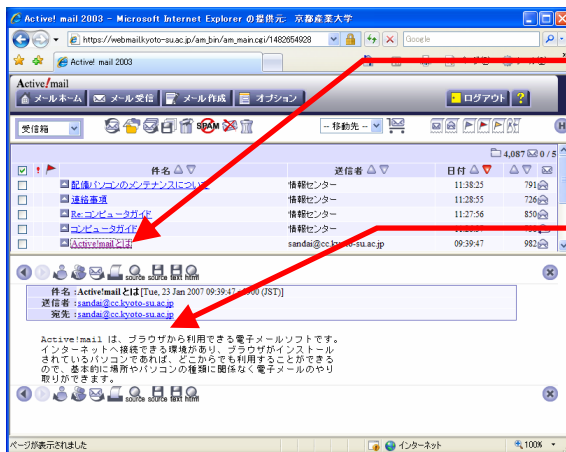 Active! mail 2003 - Microsoft Internet Explorer の提供元: 京都産業大学
https://webmail.kyoto-su.ac.jp/am_bin/am_main.cgi/1482654928
Google
Active! mail 2003
Active!mail
メールホーム メール受信 メール作成 オプション ログアウト ?
受信箱 SPAM -- 移動先 --
4,087 0 / 5
件名 送信者 日付
配備パソコンのメンテナンスについて 情報センター 11:38:25 791
連絡事項 情報センター 11:28:55 726
Re:コンピュータガイド 情報センター 11:27:56 850
コンピュータガイド 情報センター
Active!mailとは sandai@cc.kyoto-su.ac.jp 09:39:47 982
source source text html
件名 :Active!mailとは[Tue, 23 Jan 2007 09:39:47 +0900 (JST)]
送信者 :sandai@cc.kyoto-su.ac.jp
宛先 :sandai@cc.kyoto-su.ac.jp
Active!mail は、ブラウザから利用できる電子メールソフトです。
インターネットへ接続できる環境があり、ブラウザがインストール
されているパソコンであれば、どこからでも利用することができる
ので、基本的に場所やパソコンの種類に関係なく電子メールのやり
取りができます。
source source text html
ページが表示されました インターネット 100%